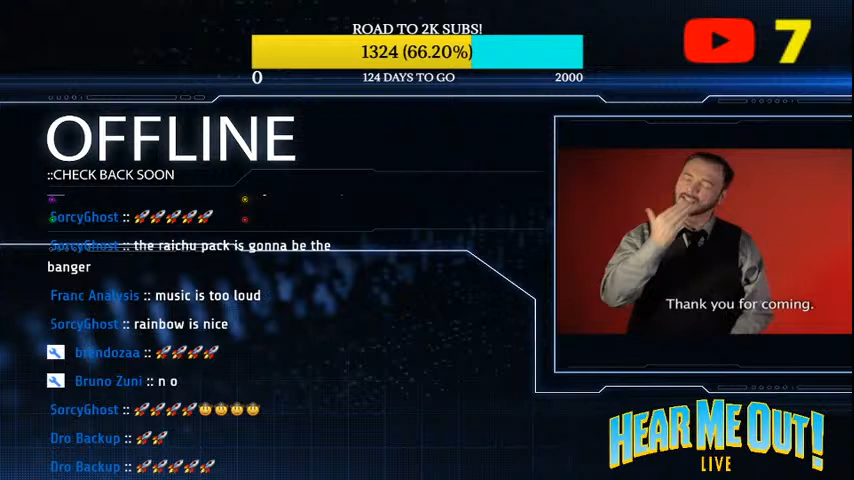 ROAD TO 2K SUBS!
1324 (66.20%)
0 124 DAYS TO GO 2000
7
OFFLINE
::CHECK BACK SOON
SorcyGhost :: 🚀🚀🚀🚀🚀
SorcyGhost :: the raichu pack is gonna be the
banger
Franc Analysis :: music is too loud
SorcyGhost :: rainbow is nice
brendozaa :: 🚀🚀🚀🚀
Bruno Zuni :: n o
SorcyGhost :: 🚀🚀🚀🚀🤠🤠🤠🤠
Dro Backup :: 🚀🚀
Dro Backup :: 🚀🚀🚀🚀🚀
Thank you for coming.
HEAR ME OUT!
LIVE